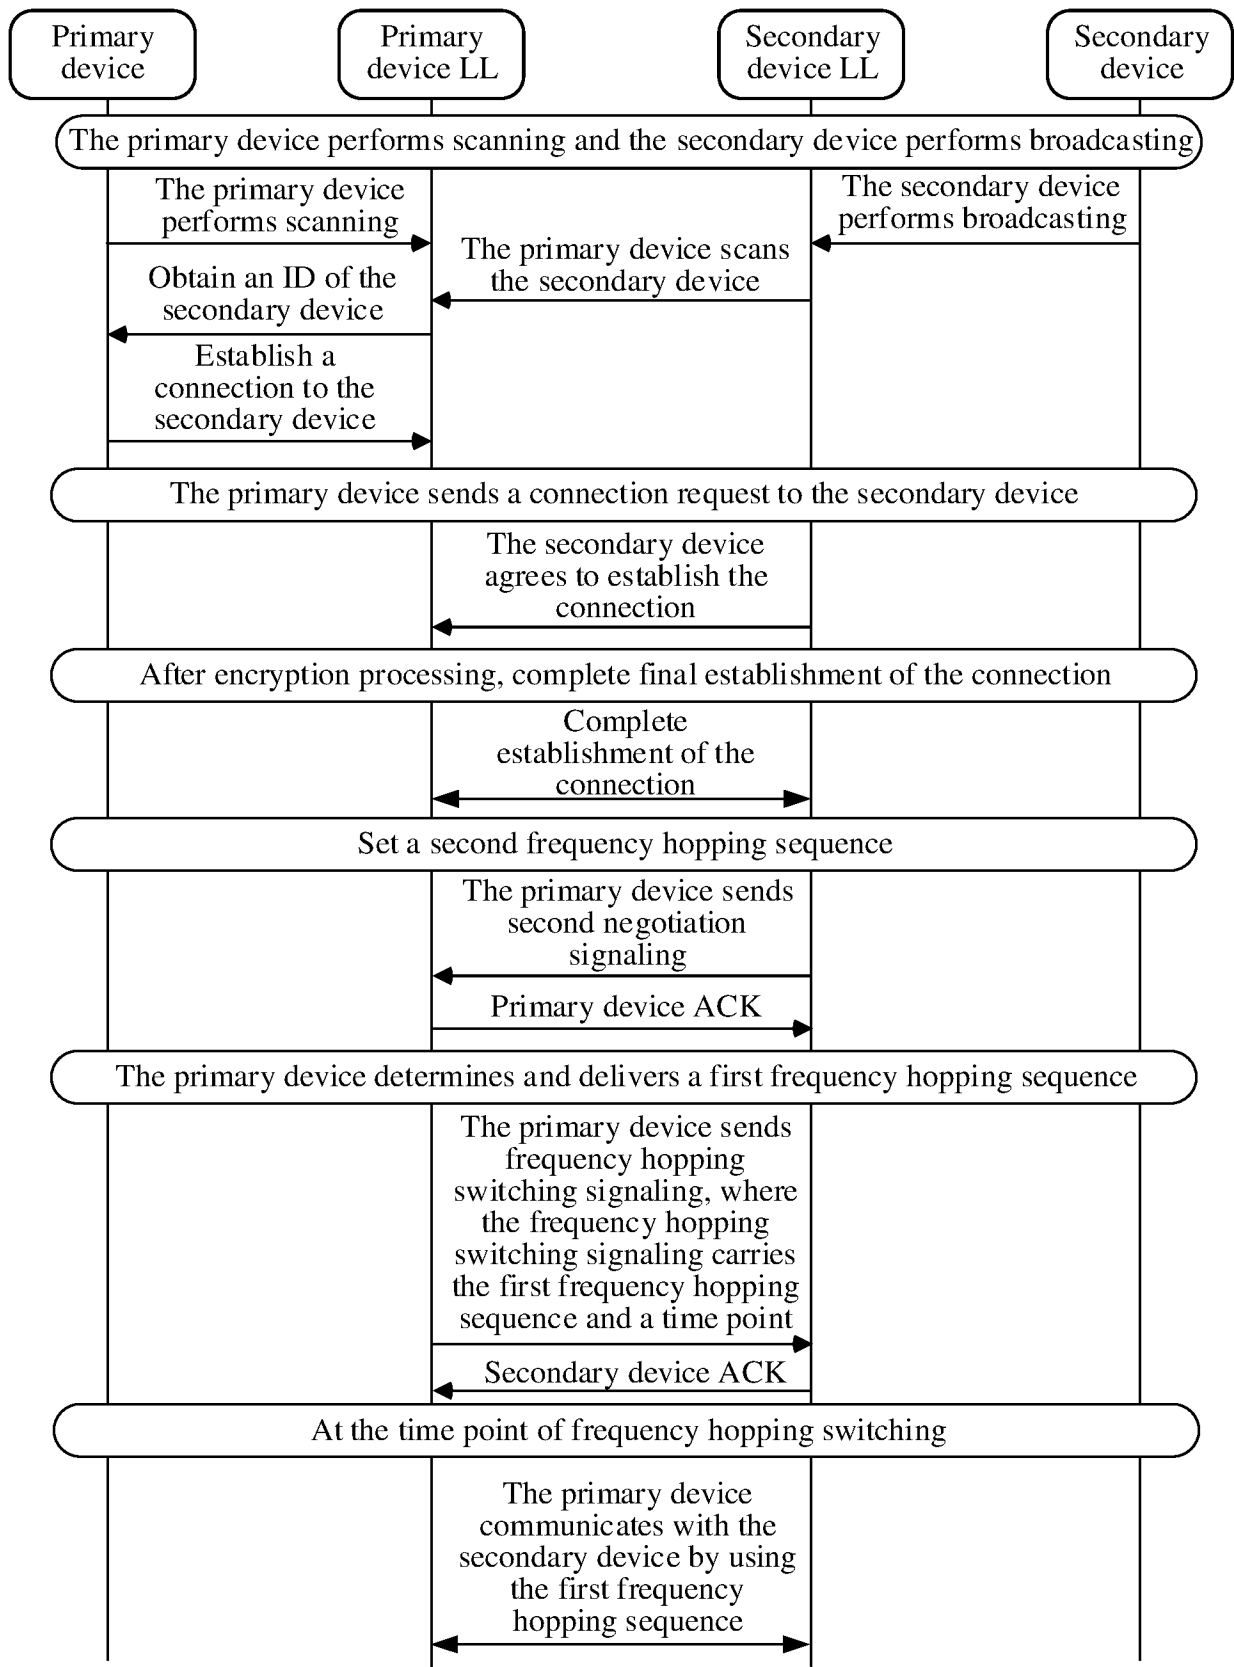 Primary
device
Primary
device LL
Secondary
device LL
Secondary
device
The primary device performs scanning and the secondary device performs broadcasting
The primary device
performs scanning
The secondary device
performs broadcasting
The primary device scans
the secondary device
Obtain an ID of the
secondary device
Establish a
connection to the
secondary device
The primary device sends a connection request to the secondary device
The secondary device
agrees to establish the
connection
After encryption processing, complete final establishment of the connection
Complete
establishment of the
connection
Set a second frequency hopping sequence
The primary device sends
second negotiation
signaling
Primary device ACK
The primary device determines and delivers a first frequency hopping sequence
The primary device sends
frequency hopping
switching signaling, where
the frequency hopping
switching signaling carries
the first frequency hopping
sequence and a time point
Secondary device ACK
At the time point of frequency hopping switching
The primary device
communicates with the
secondary device by using
the first frequency
hopping sequence